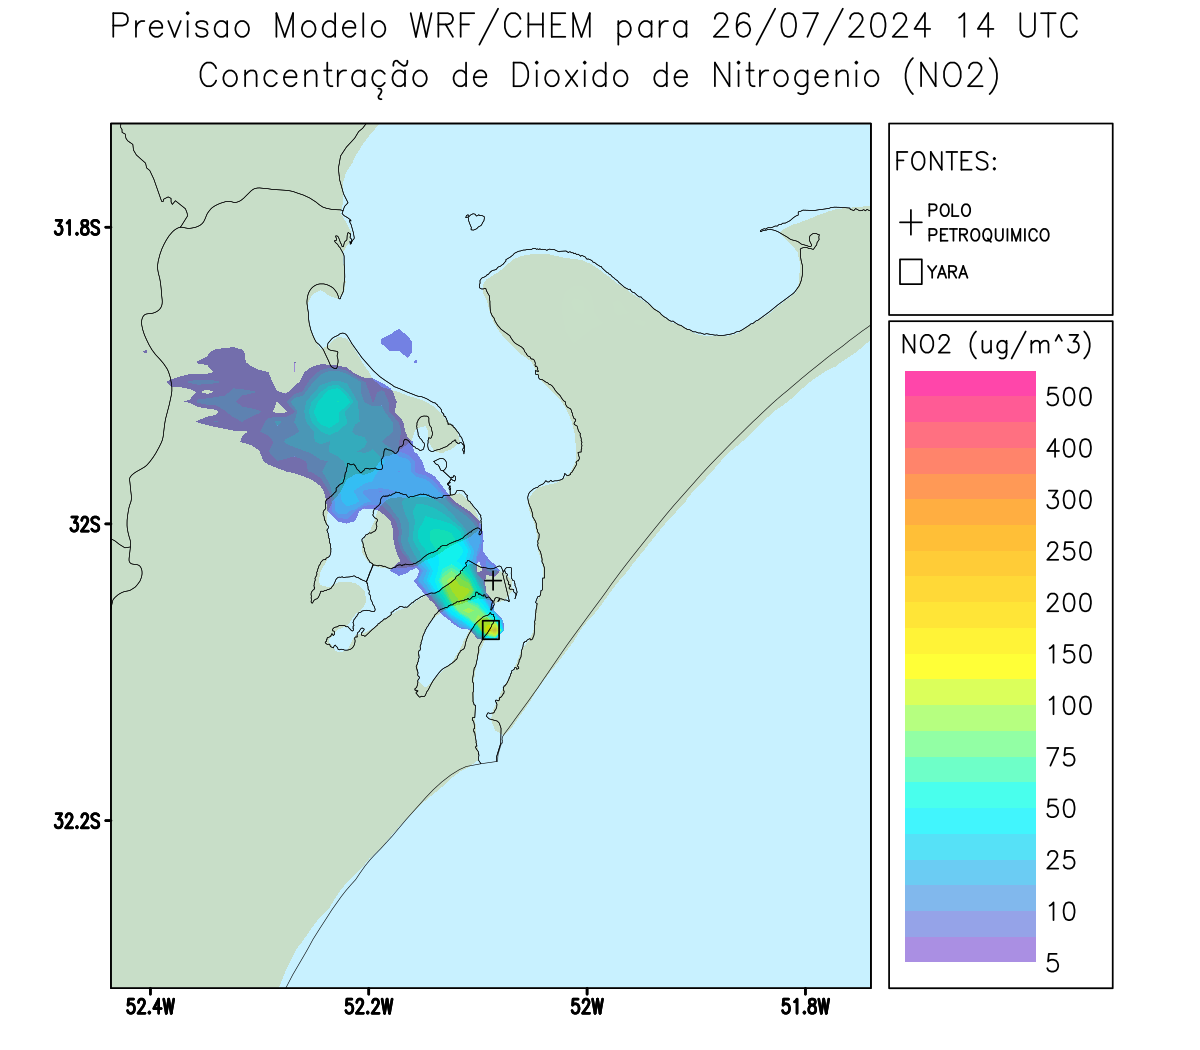 Previsao Modelo WRF/CHEM para 26/07/2024 14 UTC
Concentração de Dioxido de Nitrogenio (NO2)
FONTES:
POLO
PETROQUIMICO
YARA
NO2 (ug/m^3)
500
400
300
250
200
150
100
75
50
25
10
5
31.8S
32S
32.2S
52.4W
52.2W
52W
51.8W